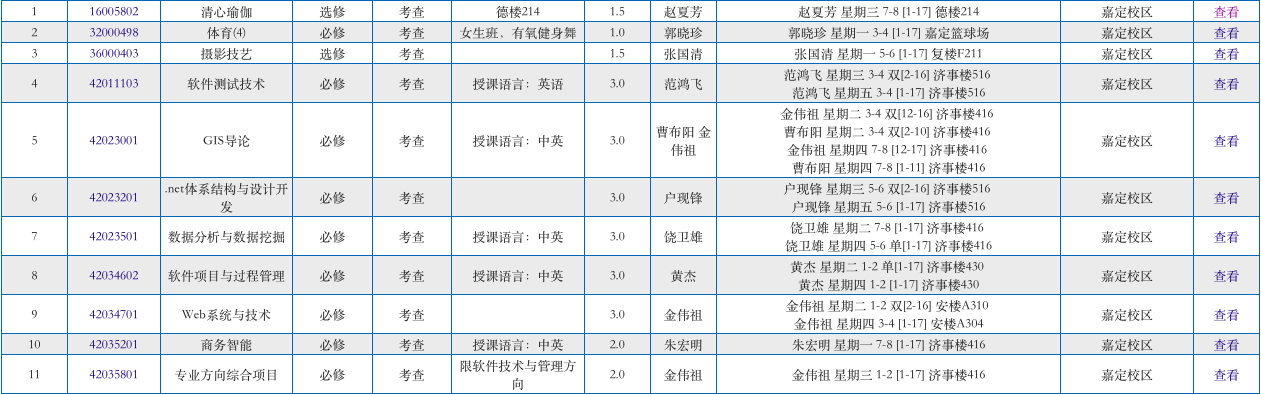 1 16005802 清心瑜伽 选修 考查 德楼214 1.5 赵夏芳 赵夏芳 星期三 7-8 [1-17] 德楼214 嘉定校区 查看
2 32000498 体育(4) 必修 考查 女生班、有氧健身舞 1.0 郭晓珍 郭晓珍 星期一 3-4 [1-17] 嘉定篮球场 嘉定校区 查看
3 36000403 摄影技艺 选修 考查 1.5 张国清 张国清 星期一 5-6 [1-17] 复楼F211 嘉定校区 查看
4 42011103 软件测试技术 必修 考查 授课语言：英语 3.0 范鸿飞 范鸿飞 星期三 3-4 双[2-16] 济事楼516
范鸿飞 星期五 3-4 [1-17] 济事楼516 嘉定校区 查看
5 42023001 GIS导论 必修 考查 授课语言：中英 3.0 曹布阳 金
伟祖 金伟祖 星期二 3-4 双[12-16] 济事楼416
曹布阳 星期二 3-4 双[2-10] 济事楼416
金伟祖 星期四 7-8 [12-17] 济事楼416
曹布阳 星期四 7-8 [1-11] 济事楼416 嘉定校区 查看
6 42023201 .net体系结构与设计开
发 必修 考查 3.0 户现锋 户现锋 星期三 5-6 双[2-16] 济事楼516
户现锋 星期五 5-6 [1-17] 济事楼516 嘉定校区 查看
7 42023501 数据分析与数据挖掘 必修 考查 授课语言：中英 3.0 饶卫雄 饶卫雄 星期二 7-8 [1-17] 济事楼416
饶卫雄 星期四 5-6 单[1-17] 济事楼416 嘉定校区 查看
8 42034602 软件项目与过程管理 必修 考查 授课语言：中英 3.0 黄杰 黄杰 星期二 1-2 单[1-17] 济事楼430
黄杰 星期四 1-2 [1-17] 济事楼430 嘉定校区 查看
9 42034701 Web系统与技术 必修 考查 3.0 金伟祖 金伟祖 星期二 1-2 双[2-16] 安楼A310
金伟祖 星期四 3-4 [1-17] 安楼A304 嘉定校区 查看
10 42035201 商务智能 必修 考查 授课语言：中英 2.0 朱宏明 朱宏明 星期一 7-8 [1-17] 济事楼416 嘉定校区 查看
11 42035801 专业方向综合项目 必修 考查 限软件技术与管理方
向 2.0 金伟祖 金伟祖 星期三 1-2 [1-17] 济事楼416 嘉定校区 查看